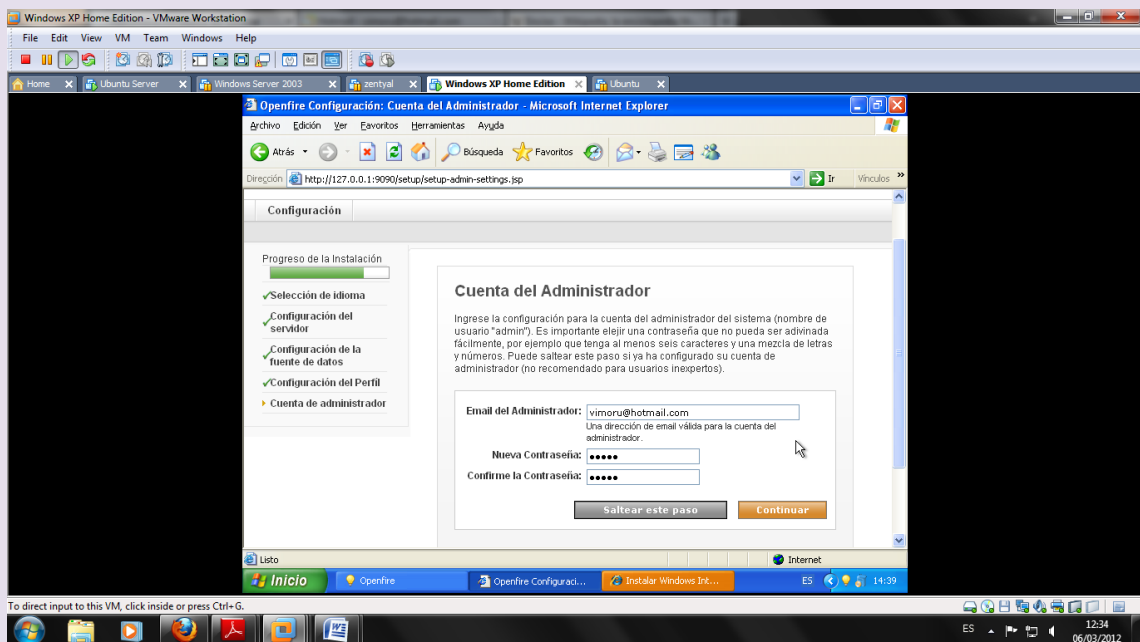 Windows XP Home Edition - VMware Workstation
File Edit View VM Team Windows Help
Home Ubuntu Server Windows Server 2003 zentyal Windows XP Home Edition Ubuntu
Openfire Configuración: Cuenta del Administrador - Microsoft Internet Explorer
Archivo Edición Ver Favoritos Herramientas Ayuda
Atrás Búsqueda Favoritos
Dirección http://127.0.0.1:9090/setup/setup-admin-settings.jsp Ir Vínculos »
Configuración
Progreso de la Instalación
Selección de idioma
Configuración del
servidor
Configuración de la
fuente de datos
Configuración del Perfil
Cuenta de administrador
Cuenta del Administrador
Ingrese la configuración para la cuenta del administrador del sistema (nombre de
usuario "admin"). Es importante elejir una contraseña que no pueda ser adivinada
fácilmente, por ejemplo que tenga al menos seis caracteres y una mezcla de letras
y números. Puede saltear este paso si ya ha configurado su cuenta de
administrador (no recomendado para usuarios inexpertos).
Email del Administrador: vimoru@hotmail.com
Una dirección de email válida para la cuenta del
administrador.
Nueva Contraseña: •••••
Confirme la Contraseña: •••••
Saltear este paso Continuar
Listo Internet
Inicio Openfire Openfire Configuraci... Instalar Windows Int... ES 14:39
To direct input to this VM, click inside or press Ctrl+G.
ES 12:34
06/03/2012